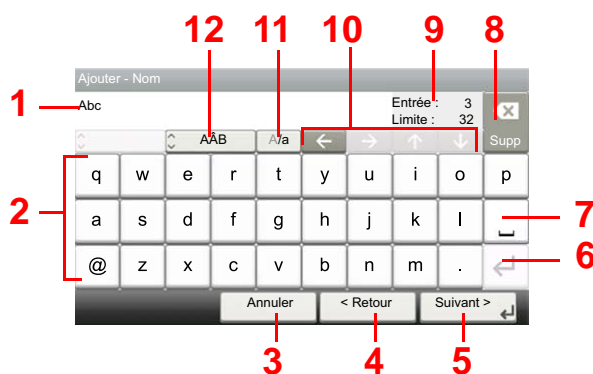 12 11 10 9 8
Ajouter - Nom
1 Abc
Entrée : 3
Limite : 32
AÂB A/a ← → ↑ ↓ Supp
2
q w e r t y u i o p
a s d f g h j k l 7
@ z x c v b n m . 6
Annuler < Retour Suivant >
3 4 5